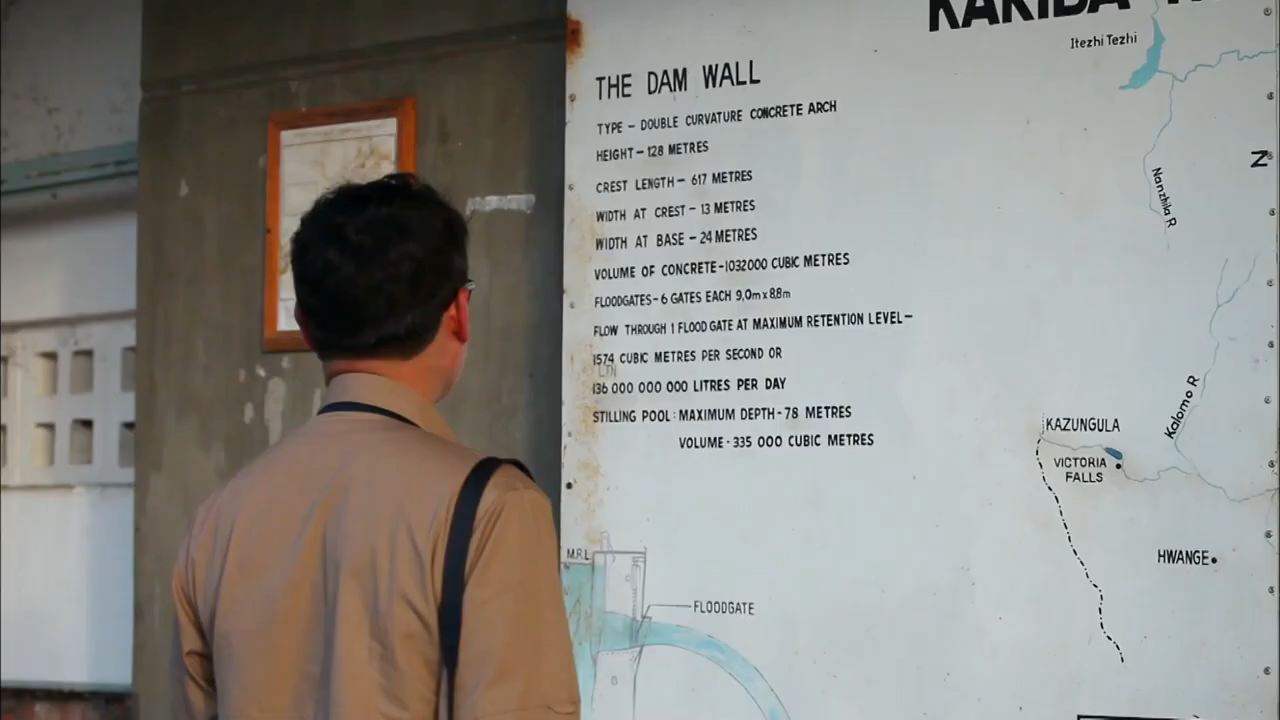 KARIBA
Itezhi Tezhi
THE DAM WALL
TYPE – DOUBLE CURVATURE CONCRETE ARCH
HEIGHT – 128 METRES
CREST LENGTH – 617 METRES
WIDTH AT CREST – 13 METRES
WIDTH AT BASE – 24 METRES
VOLUME OF CONCRETE – 1032000 CUBIC METRES
FLOODGATES – 6 GATES EACH 9,0m x 8,8m
FLOW THROUGH 1 FLOOD GATE AT MAXIMUM RETENTION LEVEL –
1574 CUBIC METRES PER SECOND OR
136 000 000 000 LITRES PER DAY
STILLING POOL : MAXIMUM DEPTH - 78 METRES
VOLUME - 335 000 CUBIC METRES
N
Nanzhila R
Kalomo R
KAZUNGULA
VICTORIA
FALLS
HWANGE
M.R.L
FLOODGATE